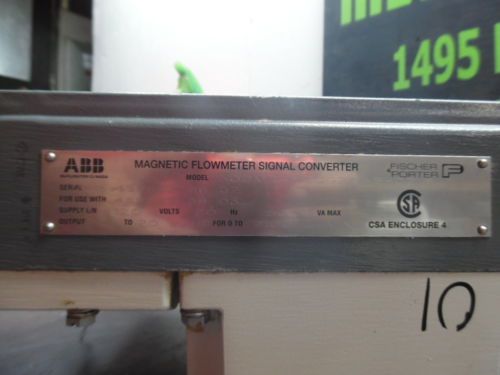 1495
ABB MAGNETIC FLOWMETER SIGNAL CONVERTER FISCHER PORTER
MODEL
SERIAL
FOR USE WITH
SUPPLY L/N VOLTS Hz VA MAX
OUTPUT TO FOR 0 TO CSA ENCLOSURE 4
10